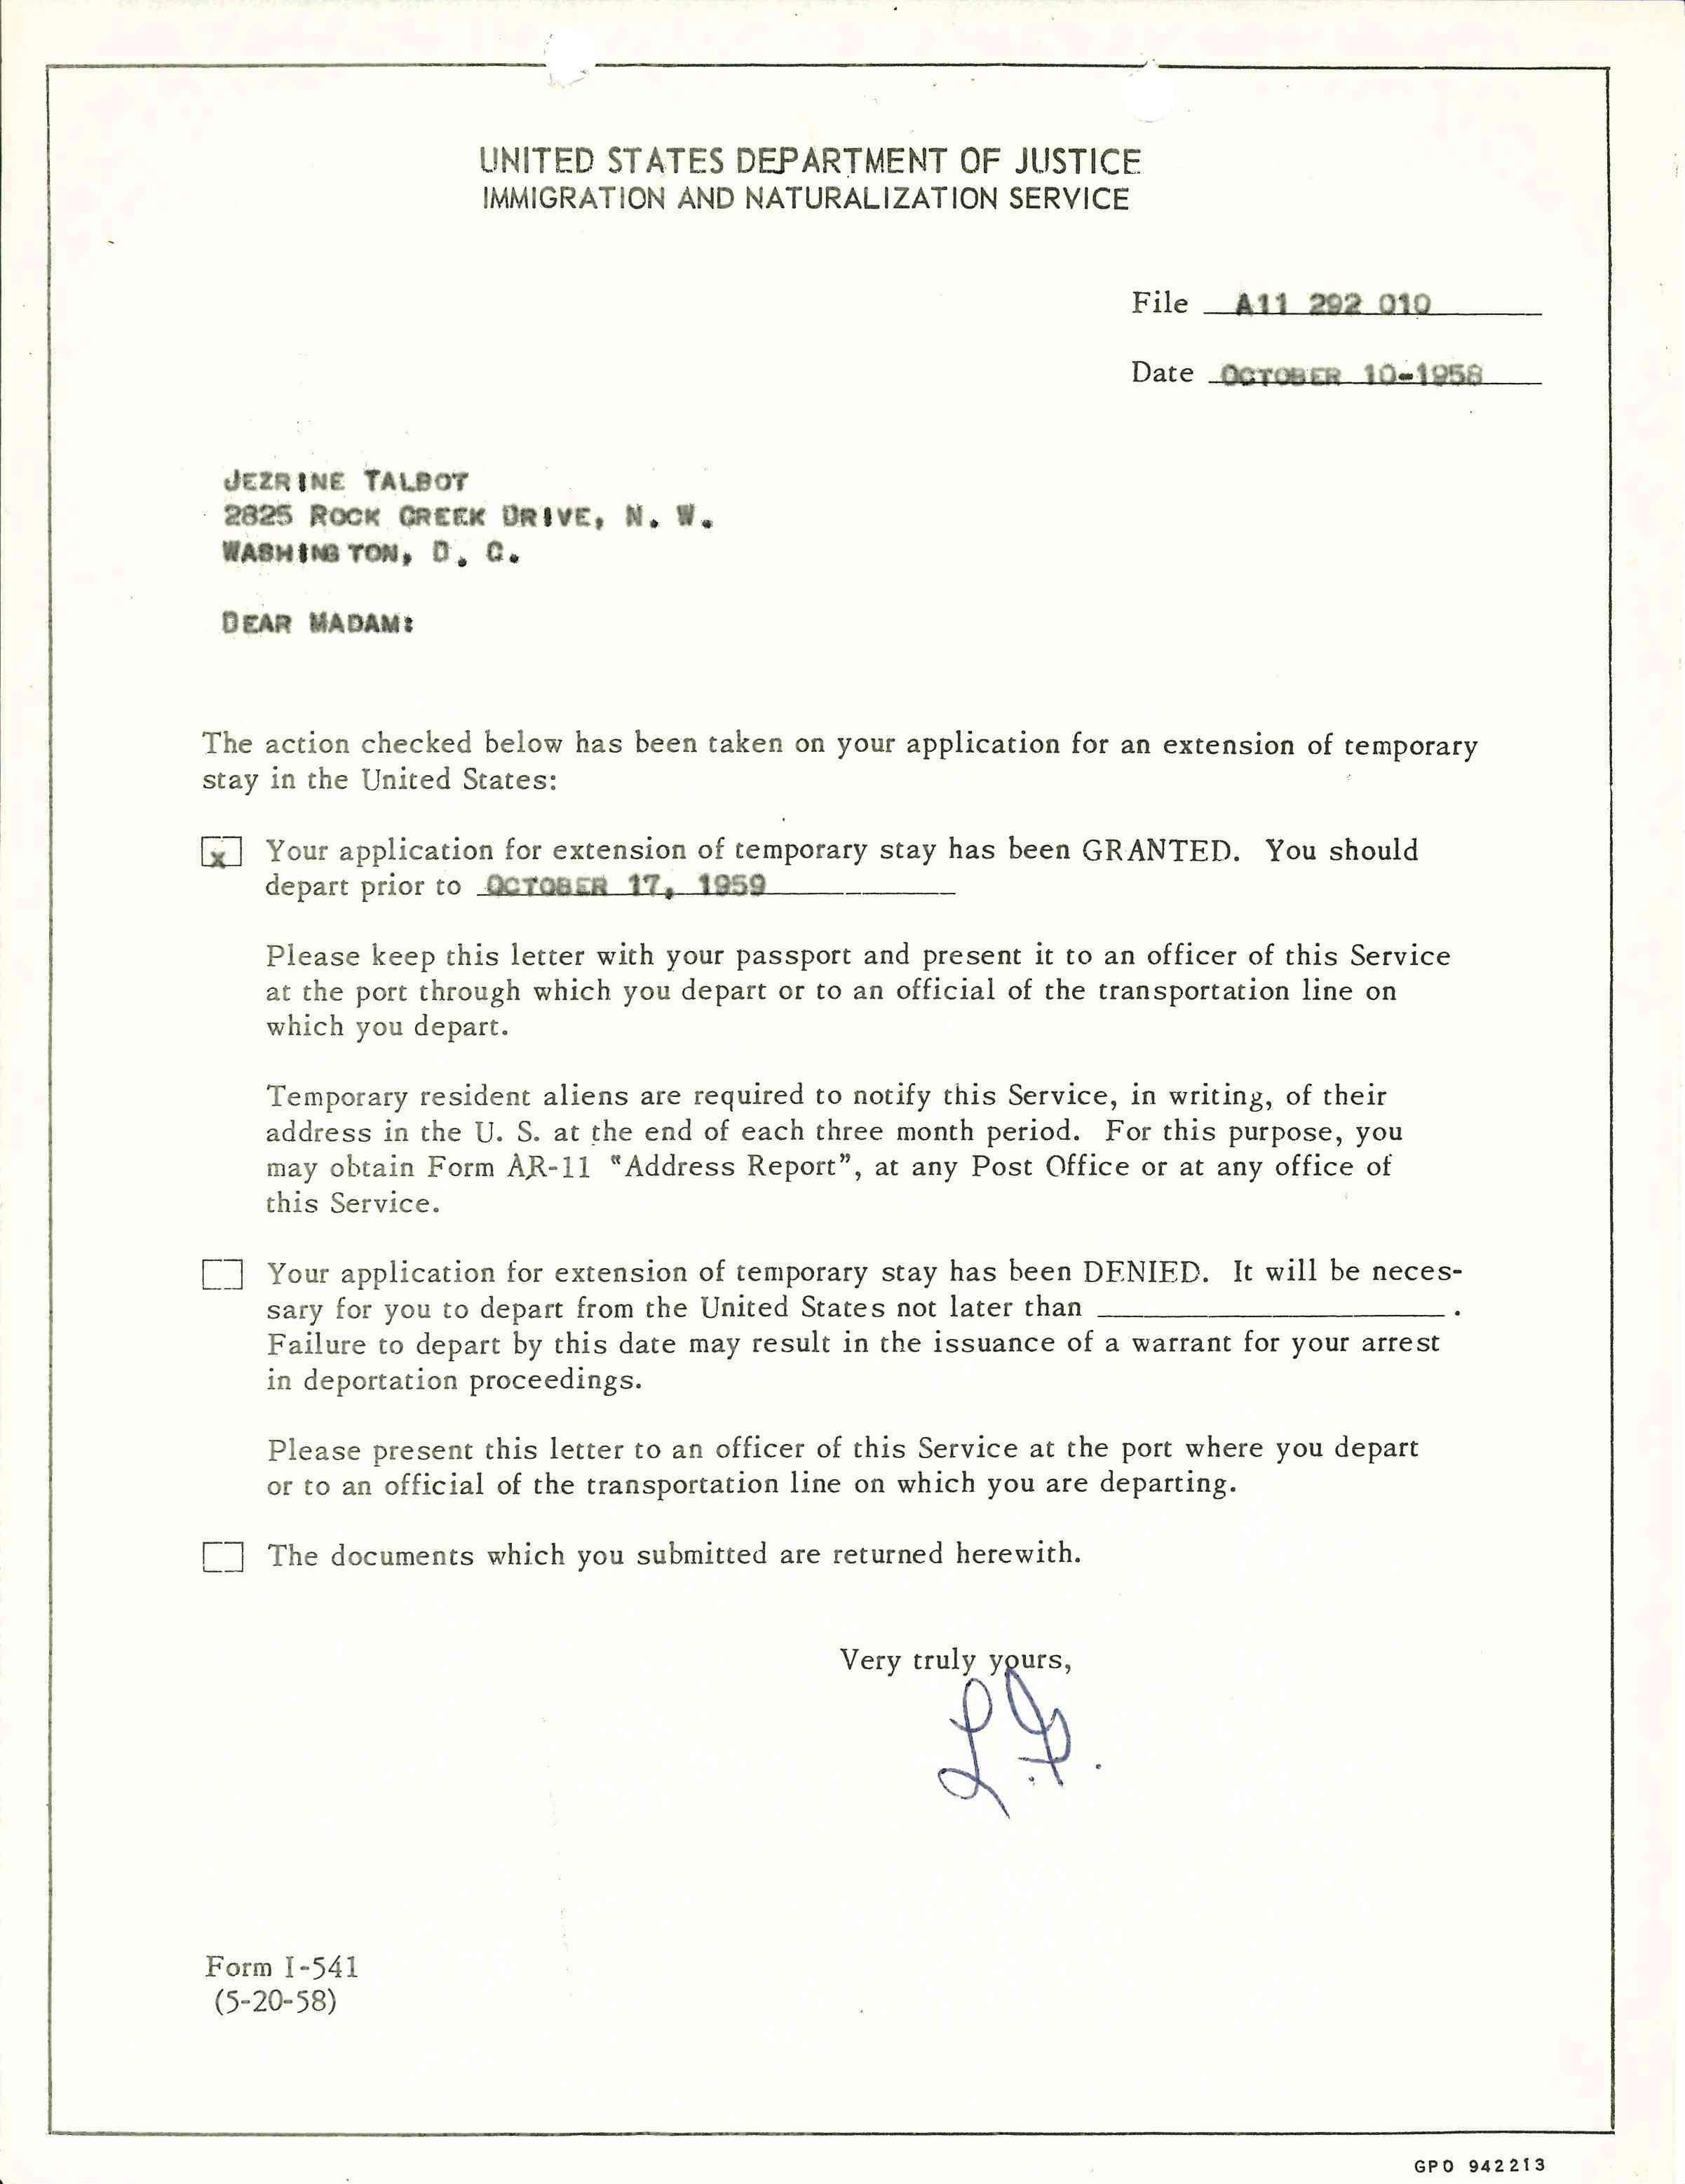 UNITED STATES DEPARTMENT OF JUSTICE
IMMIGRATION AND NATURALIZATION SERVICE
File A11 292 010
Date OCTOBER 10-1958
JEZRINE TALBOT
2825 ROCK CREEK DRIVE, N. W.
WASHINGTON, D. C.
DEAR MADAM:
The action checked below has been taken on your application for an extension of temporary
stay in the United States:
x Your application for extension of temporary stay has been GRANTED. You should
depart prior to OCTOBER 17, 1959
Please keep this letter with your passport and present it to an officer of this Service
at the port through which you depart or to an official of the transportation line on
which you depart.
Temporary resident aliens are required to notify this Service, in writing, of their
address in the U. S. at the end of each three month period. For this purpose, you
may obtain Form AR-11 "Address Report", at any Post Office or at any office of
this Service.
Your application for extension of temporary stay has been DENIED. It will be neces-
sary for you to depart from the United States not later than .
Failure to depart by this date may result in the issuance of a warrant for your arrest
in deportation proceedings.
Please present this letter to an officer of this Service at the port where you depart
or to an official of the transportation line on which you are departing.
The documents which you submitted are returned herewith.
Very truly yours,
Form I-541
(5-20-58)
GPO 942213